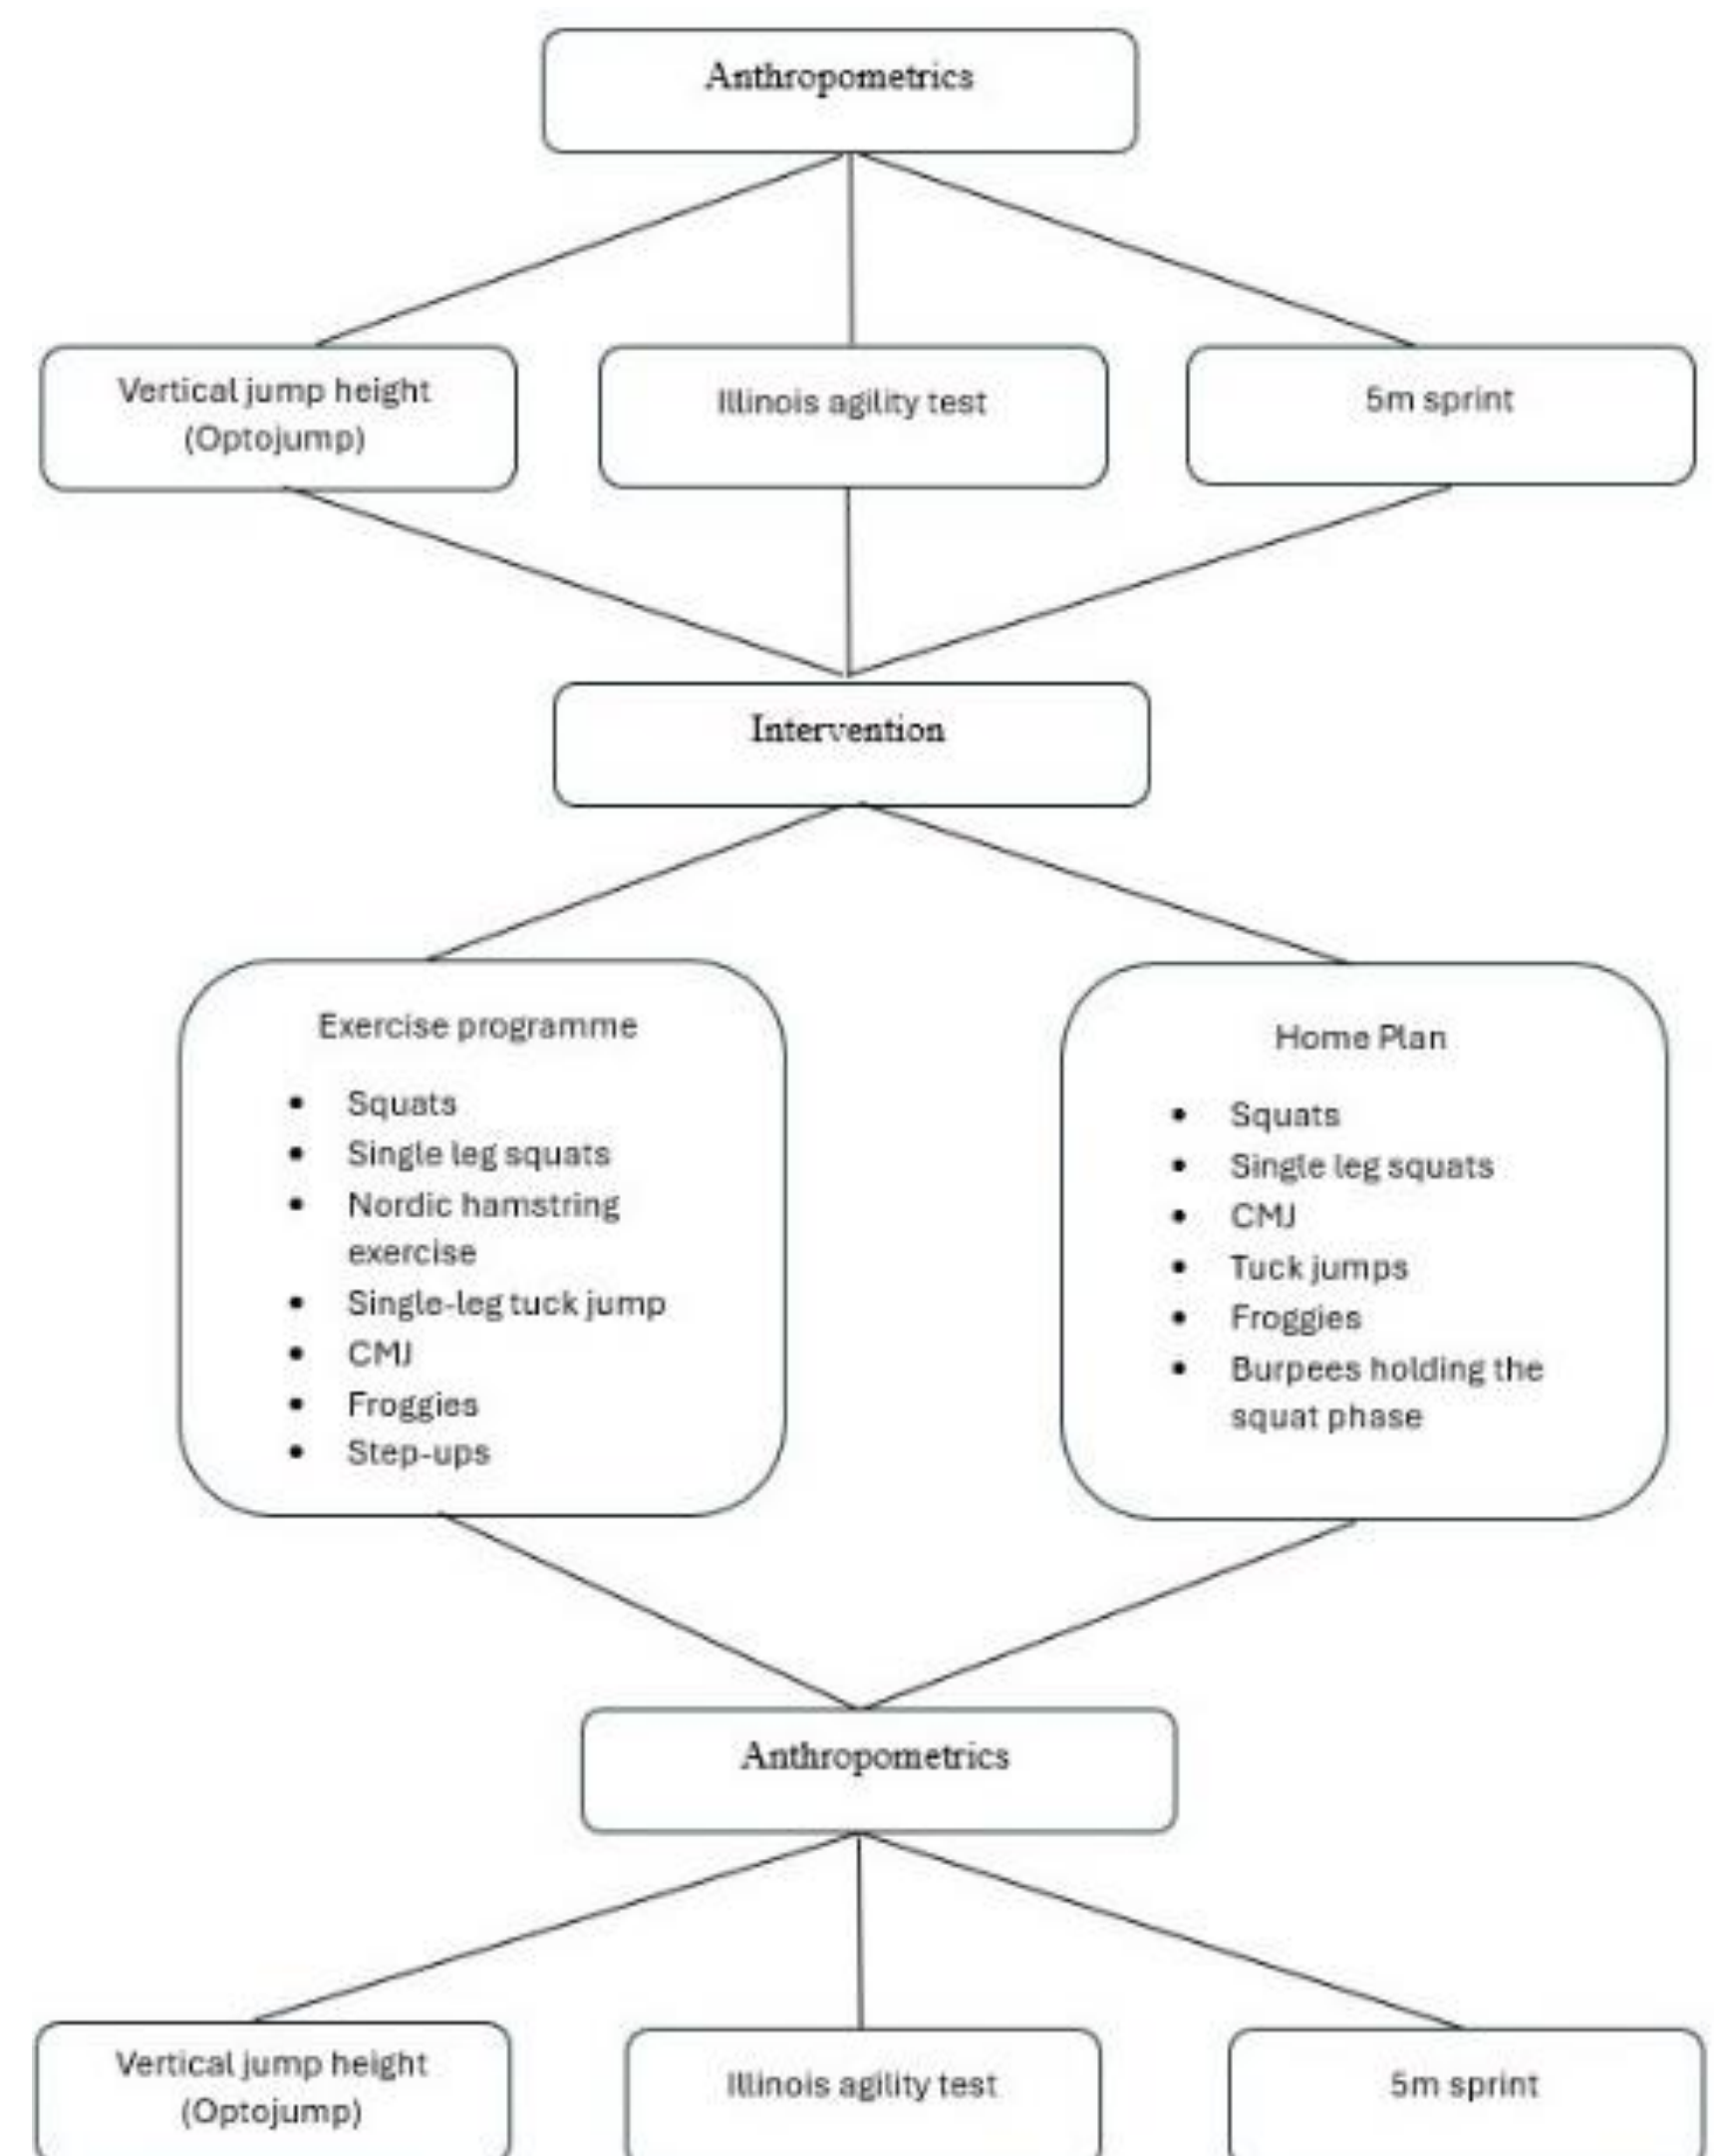 Anthropometrics
Vertical jump height
(Optojump)
Illinois agility test
5m sprint
Intervention
Exercise programme
• Squats
• Single leg squats
• Nordic hamstring
exercise
• Single-leg tuck jump
• CMJ
• Froggies
• Step-ups
Home Plan
• Squats
• Single leg squats
• CMJ
• Tuck jumps
• Froggies
• Burpees holding the
squat phase
Anthropometrics
Vertical jump height
(Optojump)
Illinois agility test
5m sprint